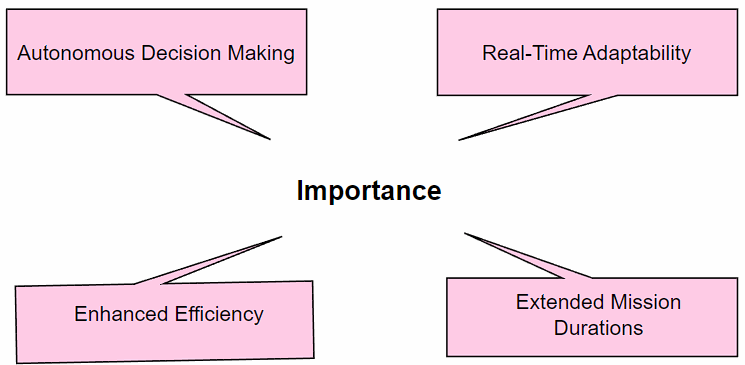 Autonomous Decision Making
Real-Time Adaptability
Importance
Enhanced Efficiency
Extended Mission
Durations